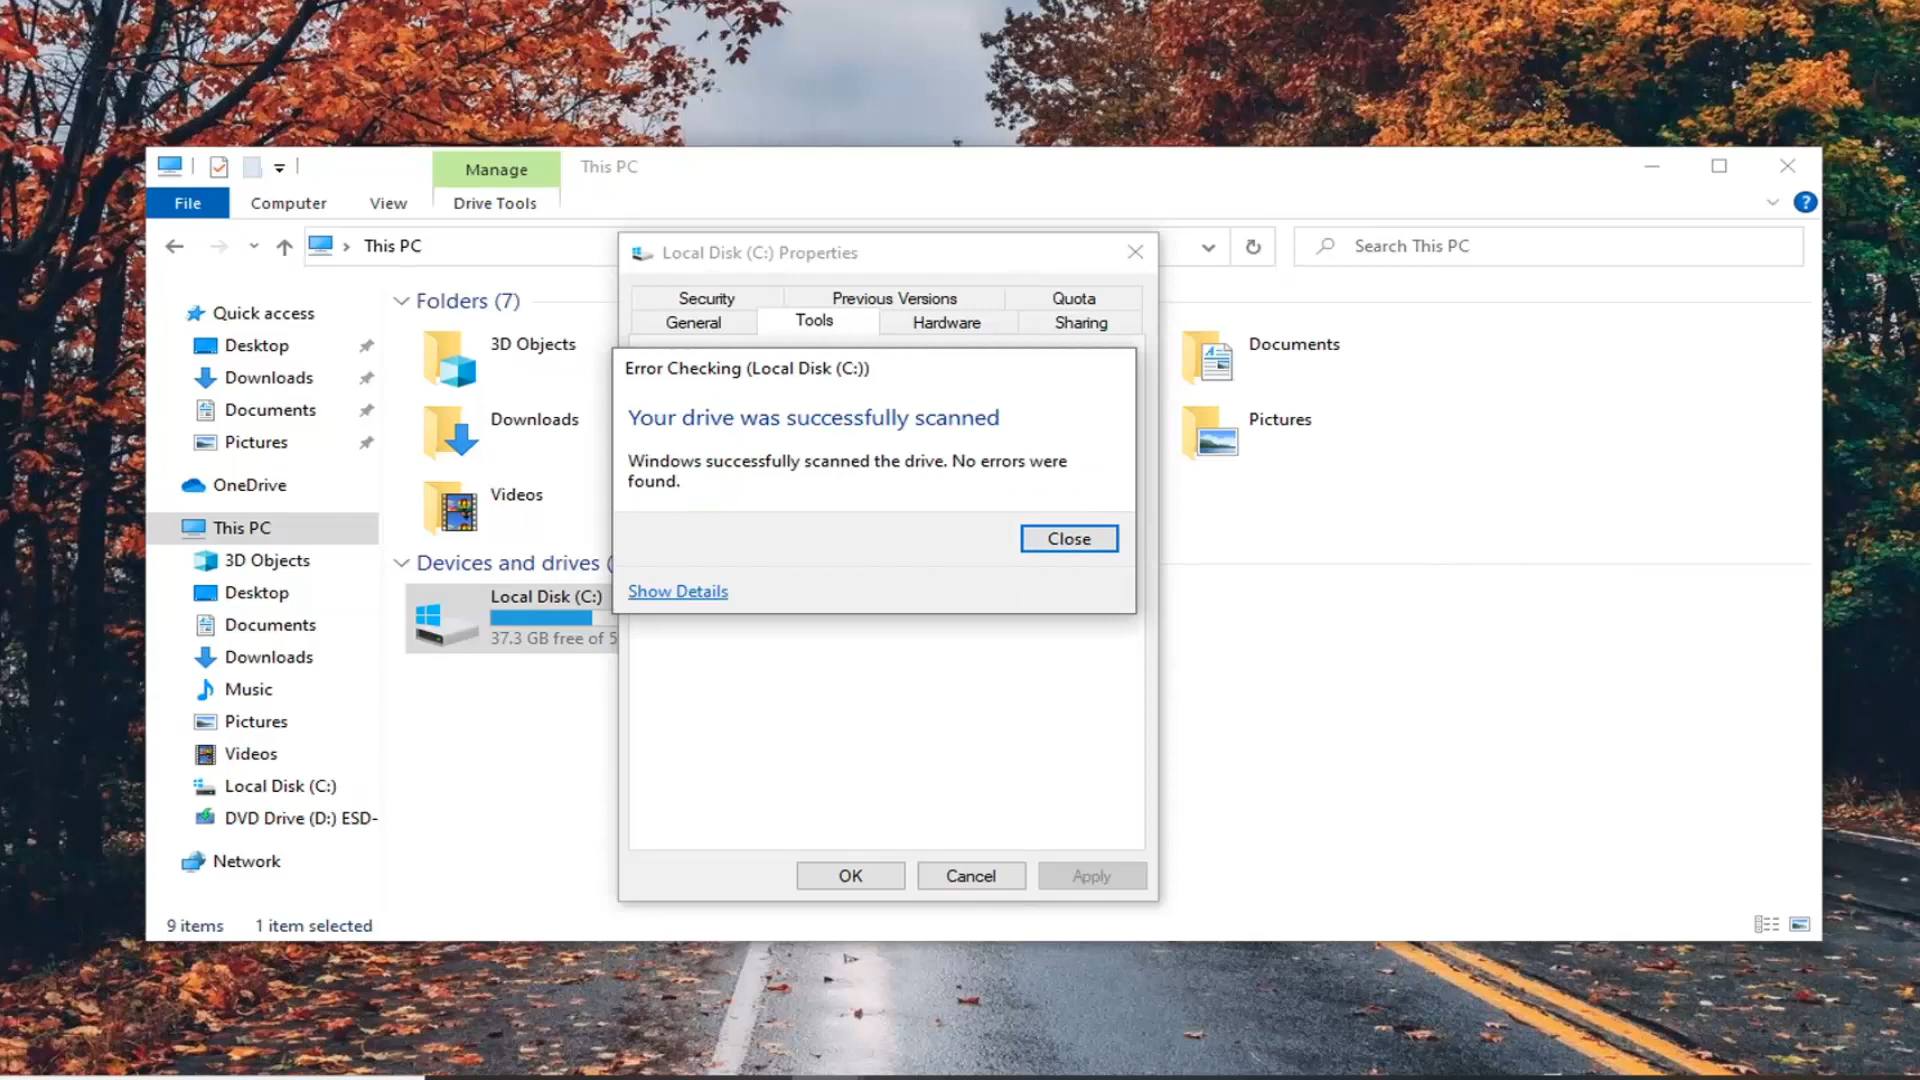 Manage
This PC
File
Computer
View
Drive Tools
This PC
Search This PC
Quick access
Desktop
Downloads
Documents
Pictures
OneDrive
This PC
3D Objects
Desktop
Documents
Downloads
Music
Pictures
Videos
Local Disk (C:)
DVD Drive (D:) ESD-
Network
Folders (7)
3D Objects
Downloads
Videos
Documents
Pictures
Devices and drives (
Local Disk (C:)
37.3 GB free of 5
Local Disk (C:) Properties
Security
Previous Versions
Quota
General
Tools
Hardware
Sharing
Error Checking (Local Disk (C:))
Your drive was successfully scanned
Windows successfully scanned the drive. No errors were
found.
Close
Show Details
OK
Cancel
Apply
9 items
1 item selected